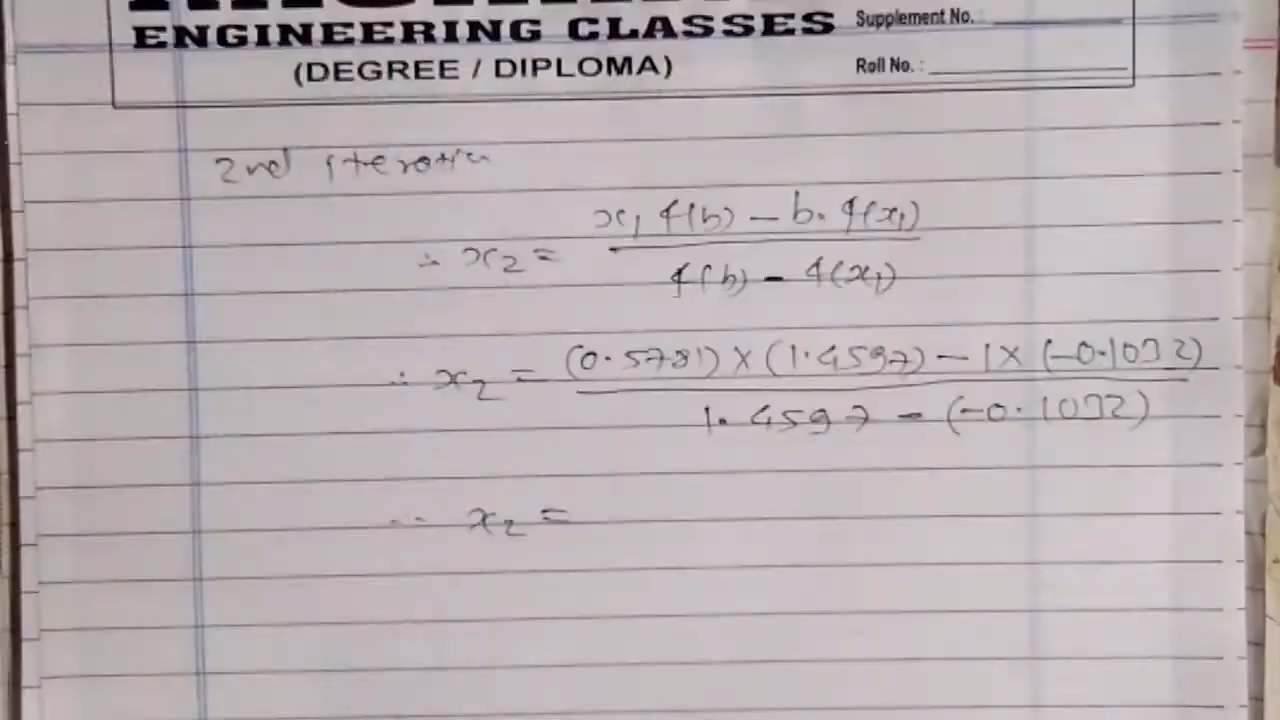 ENGINEERING CLASSES
Supplement No. :
(DEGREE / DIPLOMA)
Roll No. :
2nd iteration
∴ x₂ = x₁ f(b) - b. f(x₁) / f(b) - f(x₁)
∴ x₂ = (0.5781) × (1.4597) - 1 × (-0.1032) / 1.4597 - (-0.1032)
∴ x₂ =